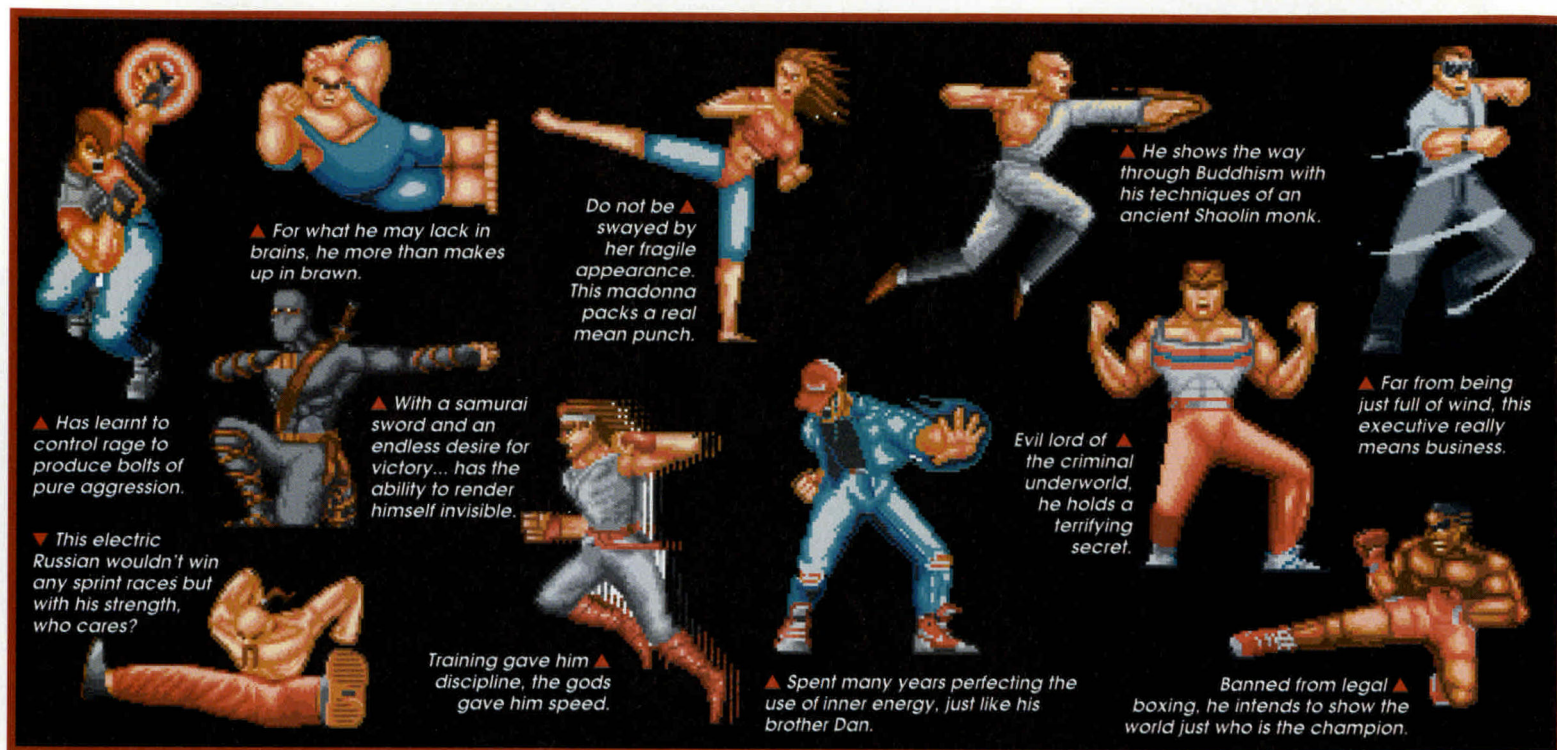 ▲ For what he may lack in
brains, he more than makes
up in brawn.
Do not be ▲
swayed by
her fragile
appearance.
This madonna
packs a real
mean punch.
▲ He shows the way
through Buddhism with
his techniques of an
ancient Shaolin monk.
▲ Has learnt to
control rage to
produce bolts of
pure aggression.
▲ With a samurai
sword and an
endless desire for
victory... has the
ability to render
himself invisible.
Evil lord of ▲
the criminal
underworld,
he holds a
terrifying
secret.
▲ Far from being
just full of wind, this
executive really
means business.
▼ This electric
Russian wouldn't win
any sprint races but
with his strength,
who cares?
Training gave him ▲
discipline, the gods
gave him speed.
▲ Spent many years perfecting the
use of inner energy, just like his
brother Dan.
Banned from legal ▲
boxing, he intends to show the
world just who is the champion.